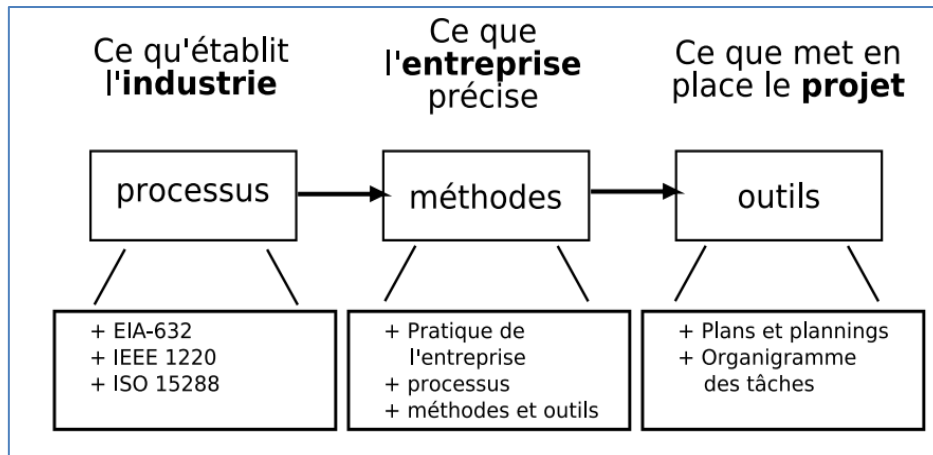 Ce qu'établit
l'industrie
Ce que
l'entreprise
précise
Ce que met en
place le projet
processus
méthodes
outils
+ EIA-632
+ IEEE 1220
+ ISO 15288
+ Pratique de
l'entreprise
+ processus
+ méthodes et outils
+ Plans et plannings
+ Organigramme
des tâches